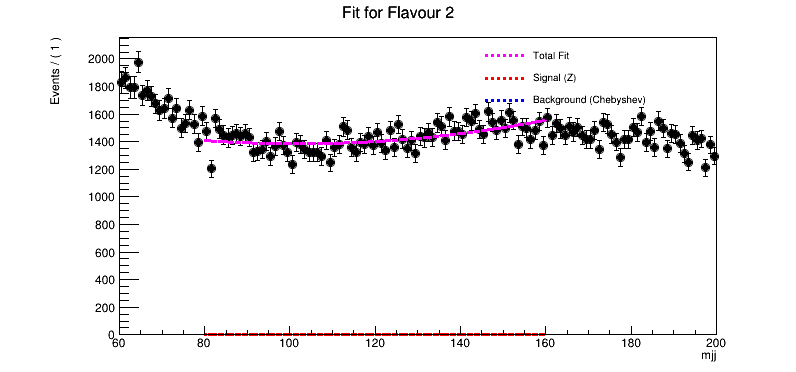 Fit for Flavour 2
Events / ( 1 )
Total Fit
Signal (Z)
Background (Chebyshev)
2000
1800
1600
1400
1200
1000
800
600
400
200
0
60 80 100 120 140 160 180 200
mjj